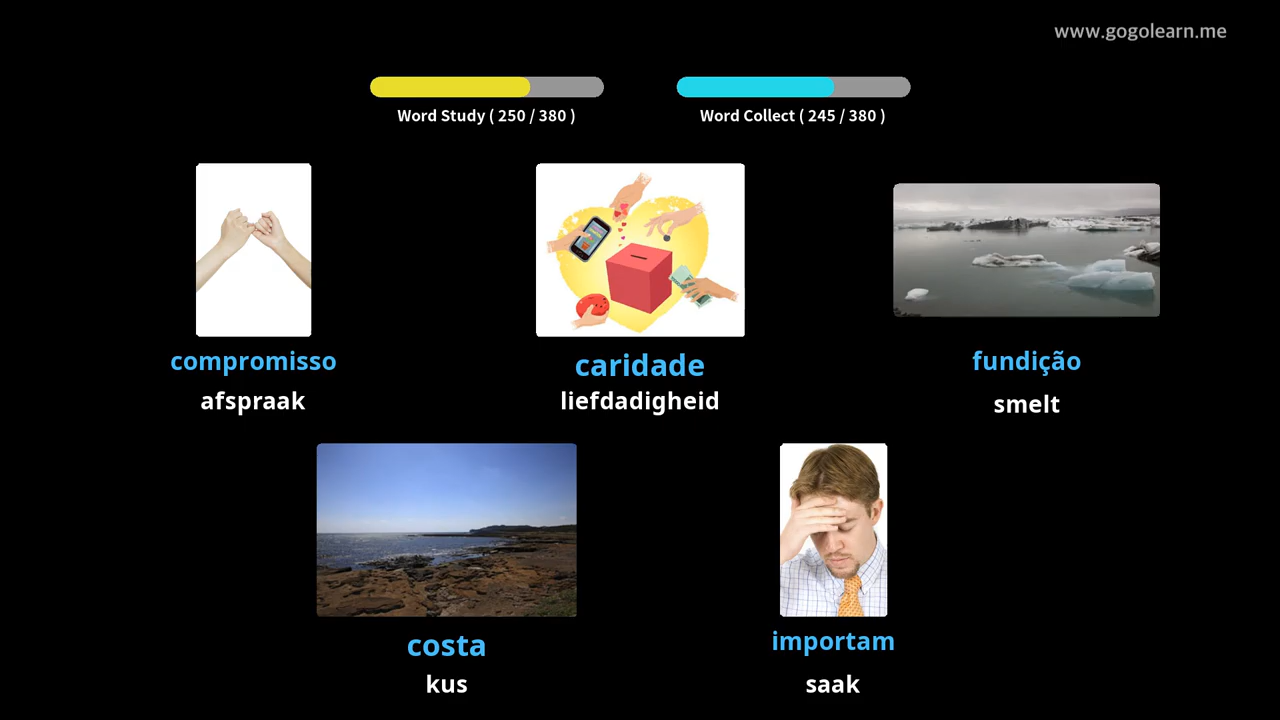 www.gogolearn.me
Word Study ( 250 / 380 )
Word Collect ( 245 / 380 )
compromisso
afspraak
caridade
liefdadigheid
fundição
smelt
costa
kus
importam
saak